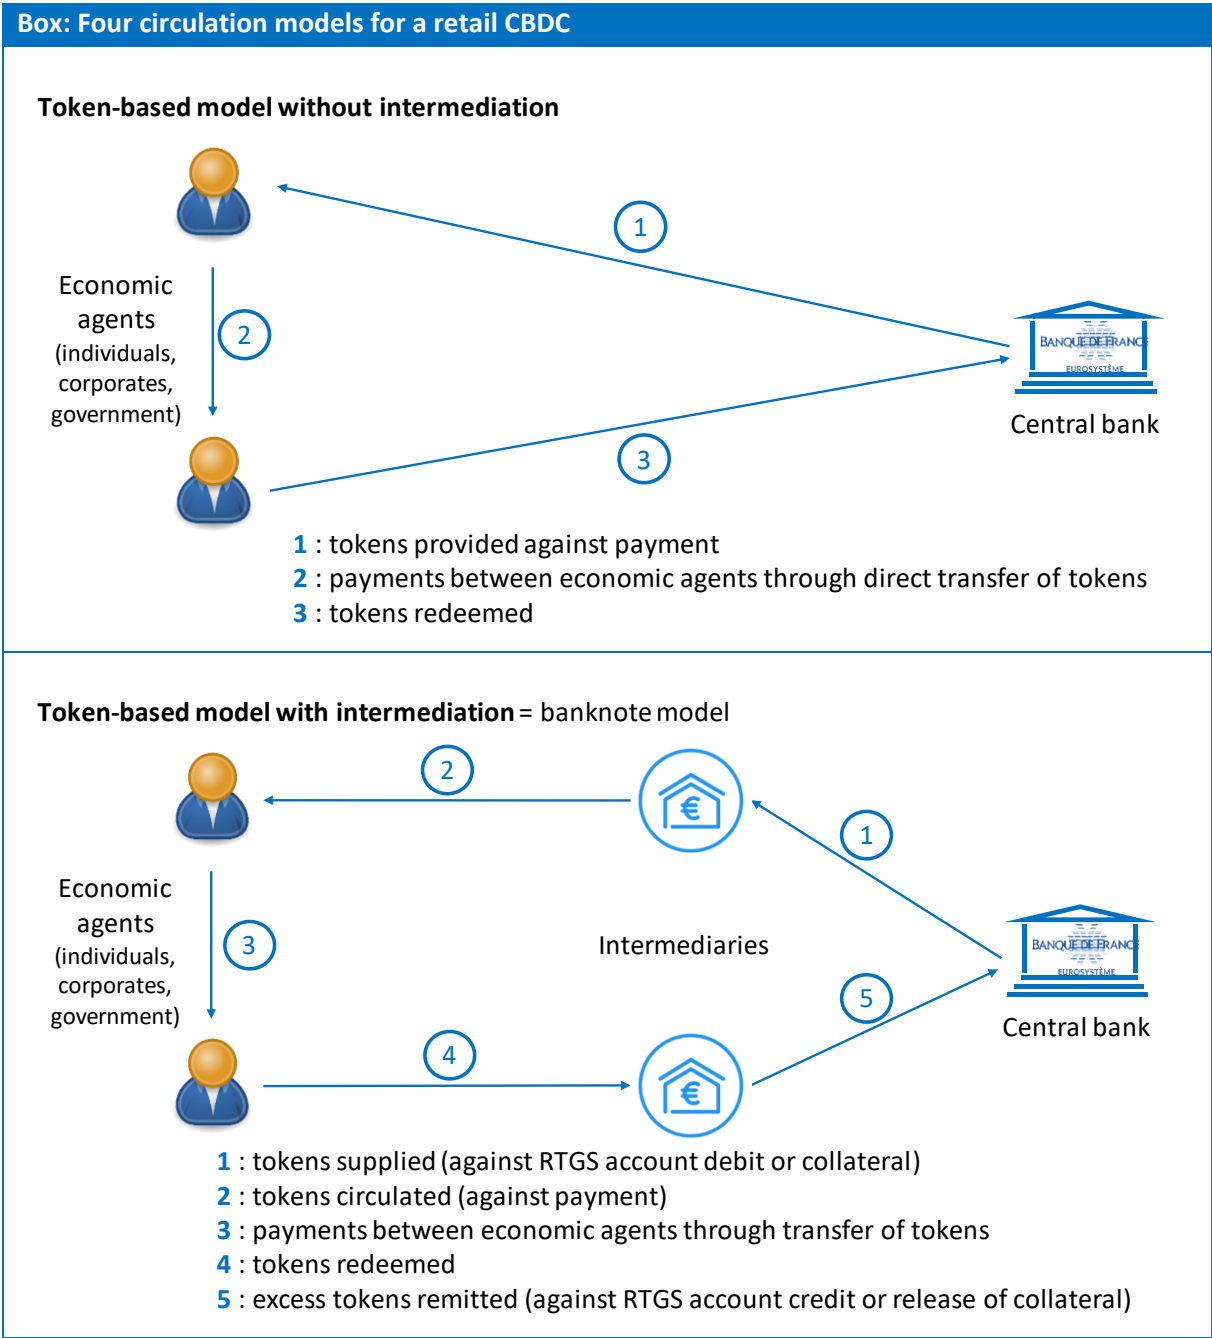 Box: Four circulation models for a retail CBDC
Token-based model without intermediation
1
Economic
agents
(individuals,
corporates,
government)
2
BANQUE DE FRANCE
EUROSYSTÈME
Central bank
3
1 : tokens provided against payment
2 : payments between economic agents through direct transfer of tokens
3 : tokens redeemed
Token-based model with intermediation = banknote model
2
€
1
Economic
agents
(individuals,
corporates,
government)
3
Intermediaries
BANQUE DE FRANCE
EUROSYSTÈME
Central bank
5
4
€
1 : tokens supplied (against RTGS account debit or collateral)
2 : tokens circulated (against payment)
3 : payments between economic agents through transfer of tokens
4 : tokens redeemed
5 : excess tokens remitted (against RTGS account credit or release of collateral)